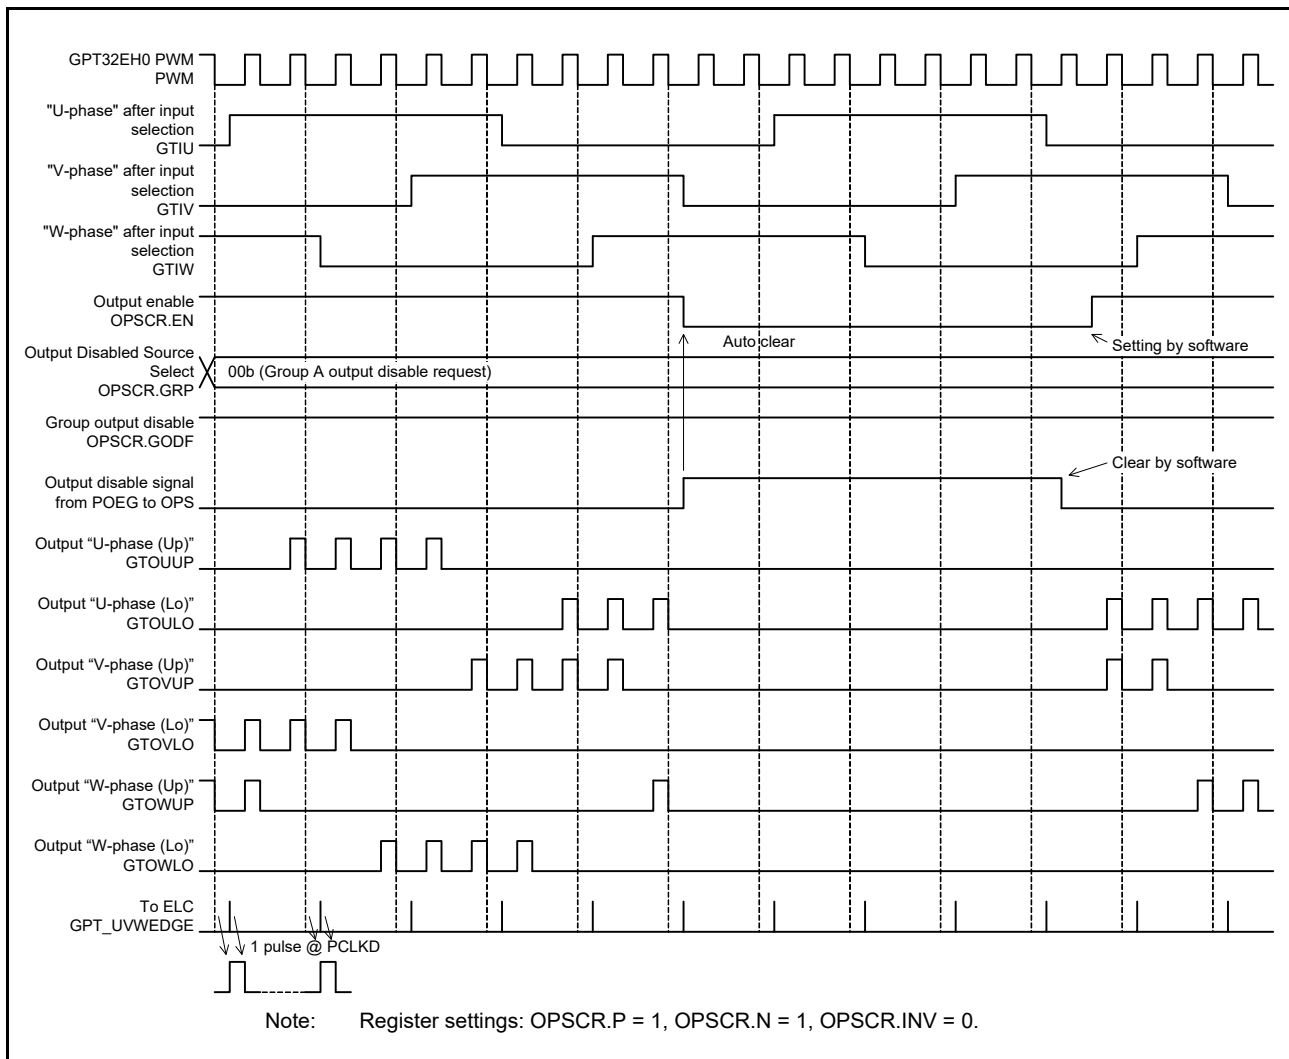 GPT32EH0 PWM
PWM
"U-phase" after input
selection
GTIU
"V-phase" after input
selection
GTIV
"W-phase" after input
selection
GTIW
Output enable
OPSCR.EN
Auto clear
Setting by software
Output Disabled Source
Select
OPSCR.GRP
00b (Group A output disable request)
Group output disable
OPSCR.GODF
Clear by software
Output disable signal
from POEG to OPS
Output “U-phase (Up)”
GTOUUP
Output “U-phase (Lo)”
GTOULO
Output “V-phase (Up)”
GTOVUP
Output “V-phase (Lo)”
GTOVLO
Output “W-phase (Up)”
GTOWUP
Output “W-phase (Lo)”
GTOWLO
To ELC
GPT_UVWEDGE
1 pulse @ PCLKD
Note: Register settings: OPSCR.P = 1, OPSCR.N = 1, OPSCR.INV = 0.